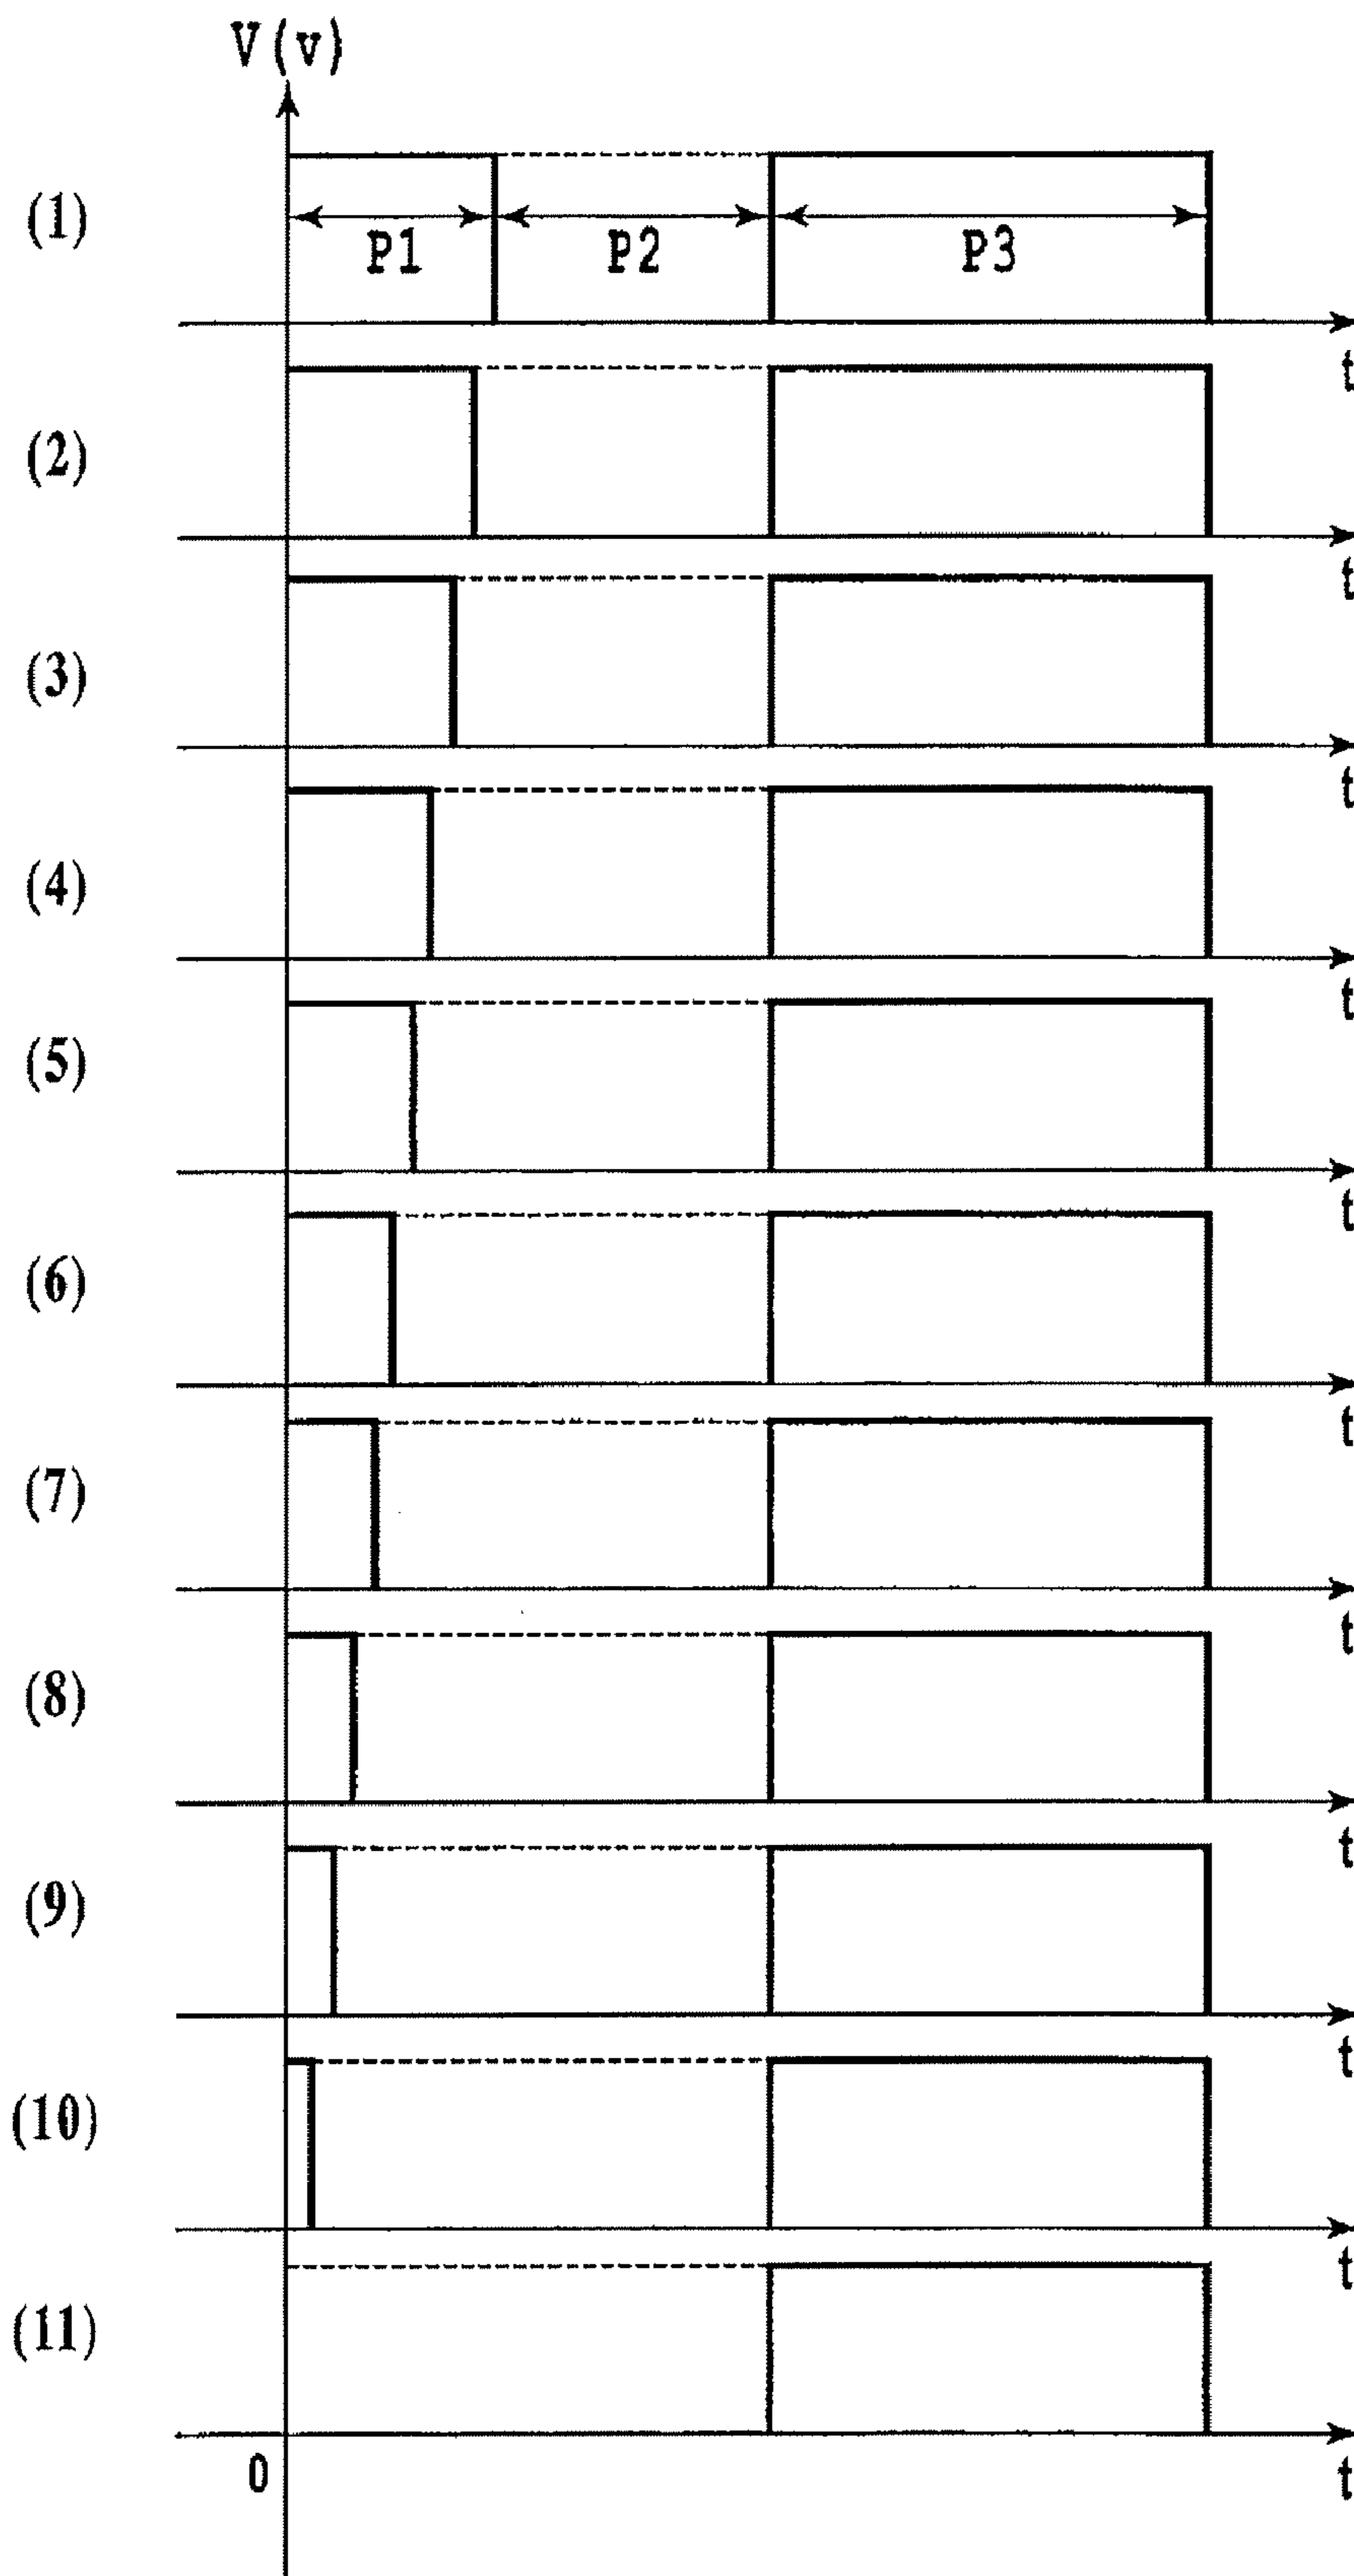 V(v)
(1)
P1 P2 P3
t
(2)
t
(3)
t
(4)
t
(5)
t
(6)
t
(7)
t
(8)
t
(9)
t
(10)
t
(11)
0 t